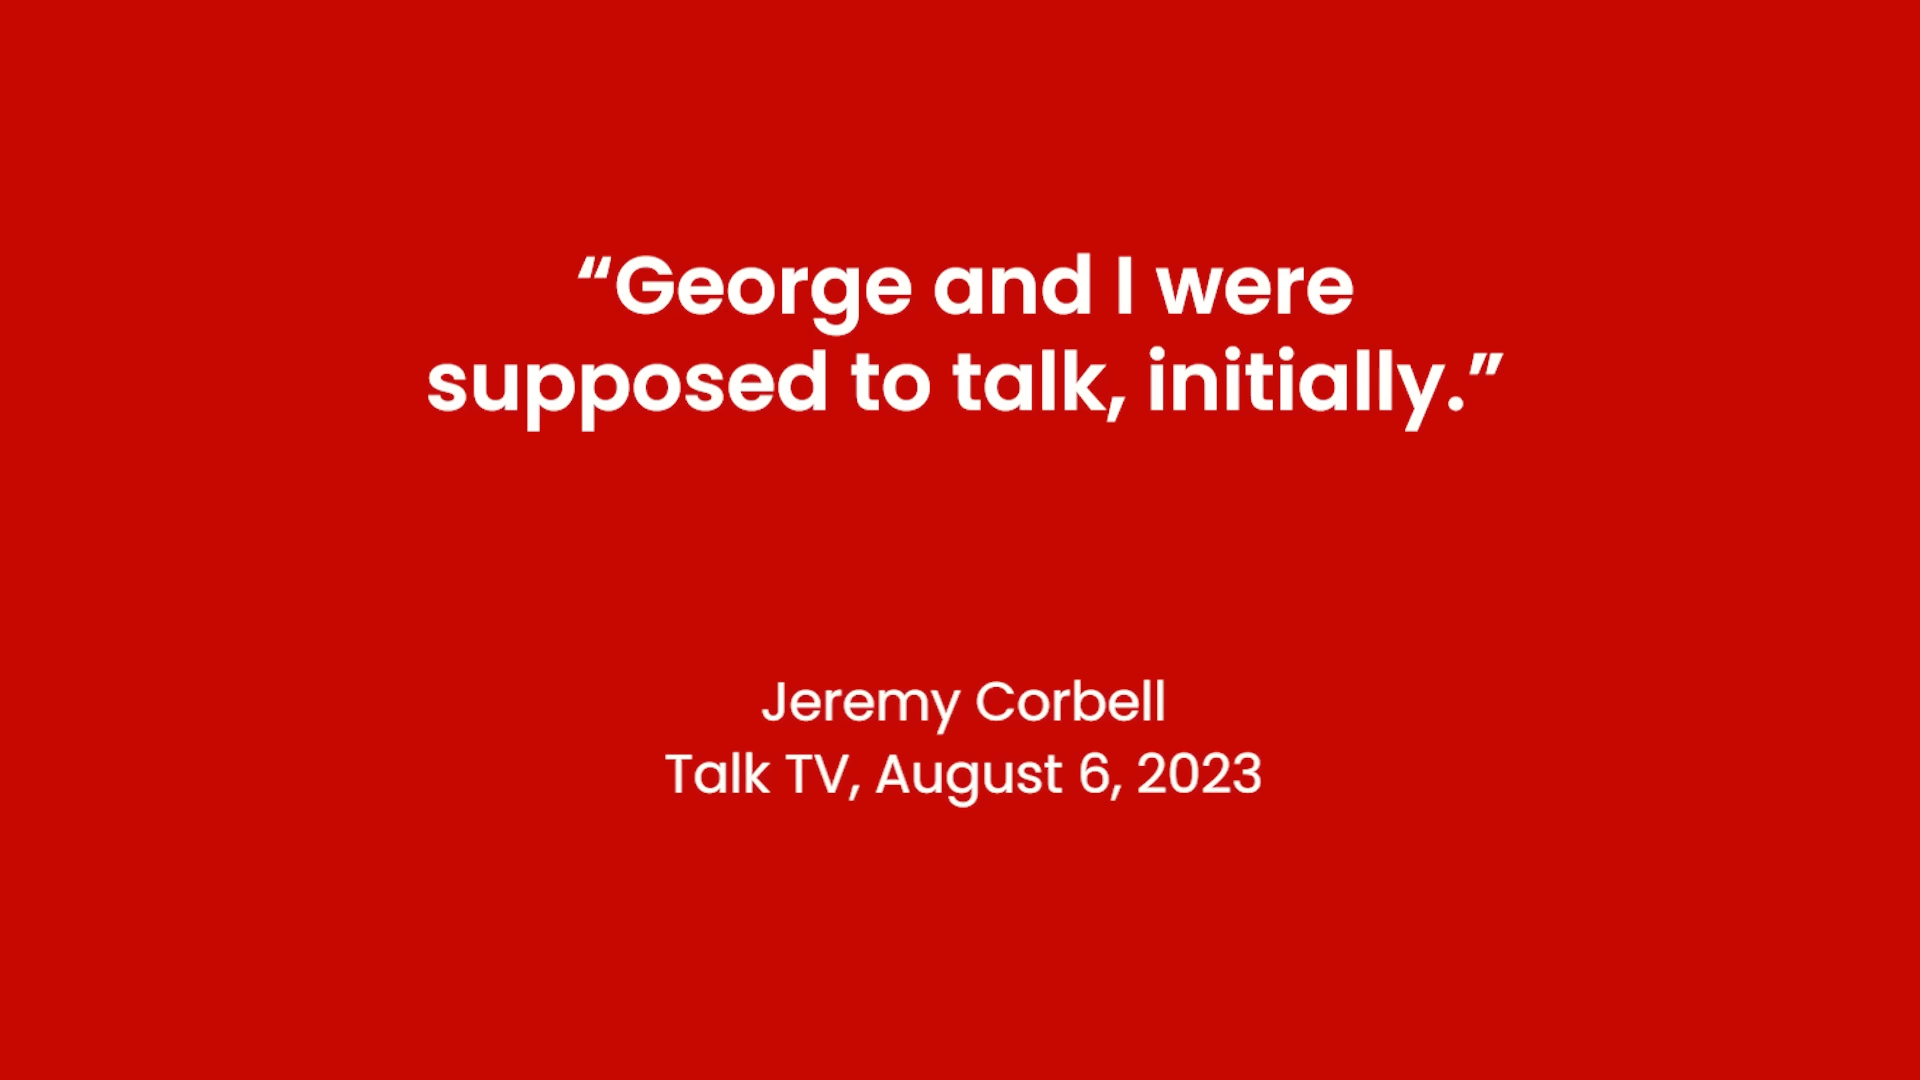 “George and I were
supposed to talk, initially.”
Jeremy Corbell
Talk TV, August 6, 2023